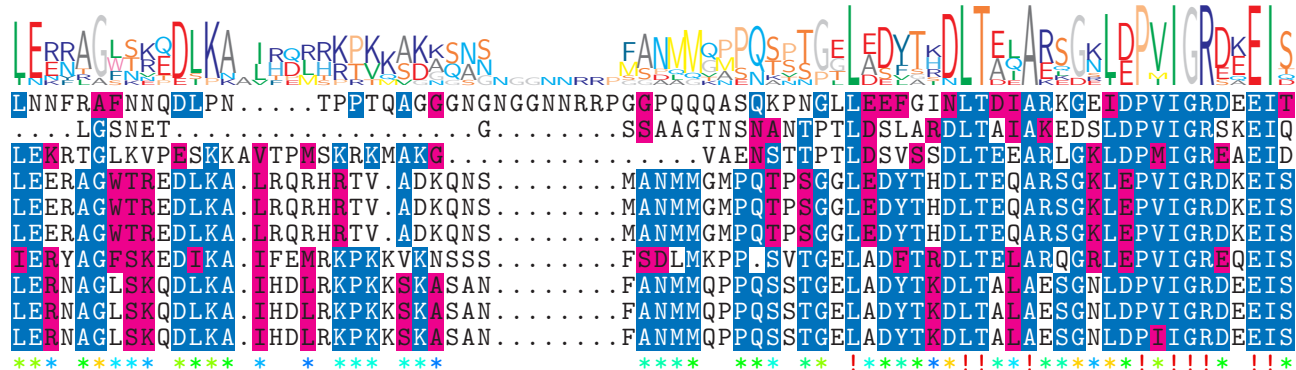 LNNFRAFNNQDLPN.....TPPTQAGGGNGNGGNNRRPGGPQQQASQKPNGLLEEFGINLTDIARKGEIDPVIGRDEEIT
....LGSNET...................G........SSAAGTNSNANTPTLDSLARDLTAIAKEDSLDPVIGRSKEIQ
LEKRTGLKVPESKKAVTPMSKRKMAKG................VAENSTTPTLDSVSSDLTEEARLGKLDPMIGREAEID
LEERAGWTREDLKA.LRQRHRTV.ADKQNS........MANMMGMPQTPSGGLEDYTHDLTEQARSGKLEPVIGRDKEIS
LEERAGWTREDLKA.LRQRHRTV.ADKQNS........MANMMGMPQTPSGGLEDYTHDLTEQARSGKLEPVIGRDKEIS
LEERAGWTREDLKA.LRQRHRTV.ADKQNS........MANMMGMPQTPSGGLEDYTHDLTEQARSGKLEPVIGRDKEIS
IERYAGFSKEDIKA.IFEMRKPKKVKNSSS........FSDLMKPP.SVTGELADFTRDLTELARQGRLEPVIGREQEIS
LERNAGLSKQDLKA.IHDLRKPKKSKASAN........FANMMQPPQSSTGELADYTKDLTALAESGNLDPVIGRDEEIS
LERNAGLSKQDLKA.IHDLRKPKKSKASAN........FANMMQPPQSSTGELADYTKDLTALAESGNLDPVIGRDEEIS
LERNAGLSKQDLKA.IHDLRKPKKSKASAN........FANMMQPPQSSTGELADYTKDLTALAESGNLDPIIGRDEEIS